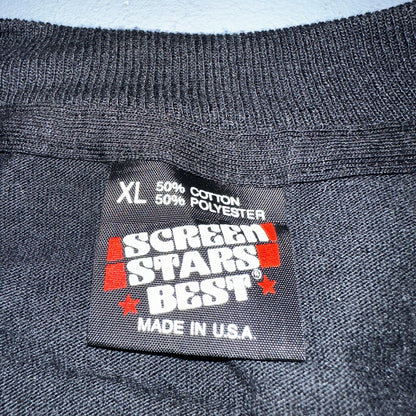 XL 50% COTTON
50% POLYESTER
SCREEN
STARS
BEST®
MADE IN U.S.A.